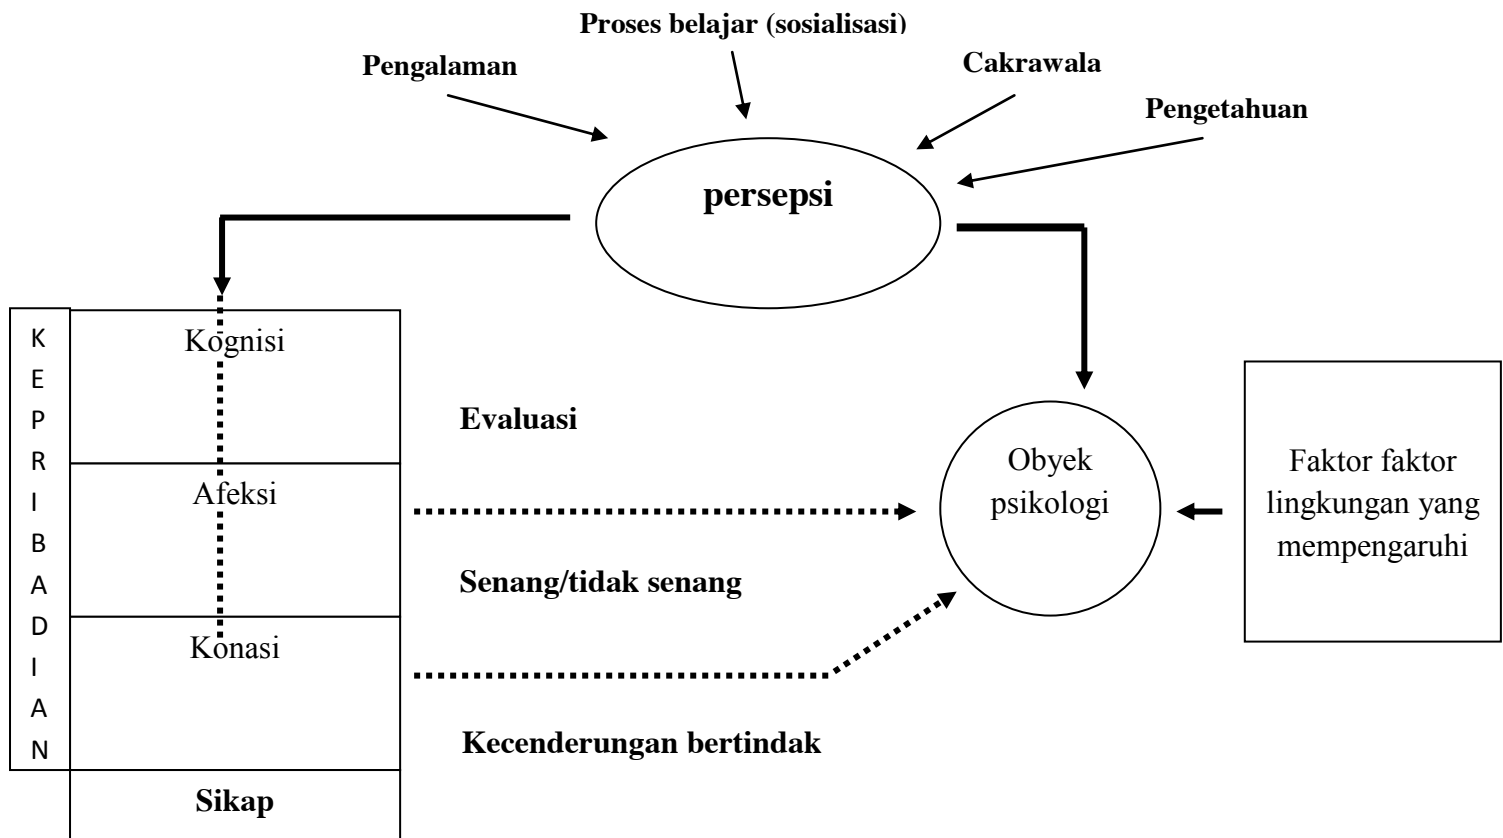 Proses belajar (sosialisasi)
Pengalaman
Cakrawala
Pengetahuan
persepsi
K
E
P
R
I
B
A
D
I
A
N
Kognisi
Afeksi
Konasi
Sikap
Evaluasi
Senang/tidak senang
Kecenderungan bertindak
Obyek
psikologi
Faktor faktor
lingkungan yang
mempengaruhi